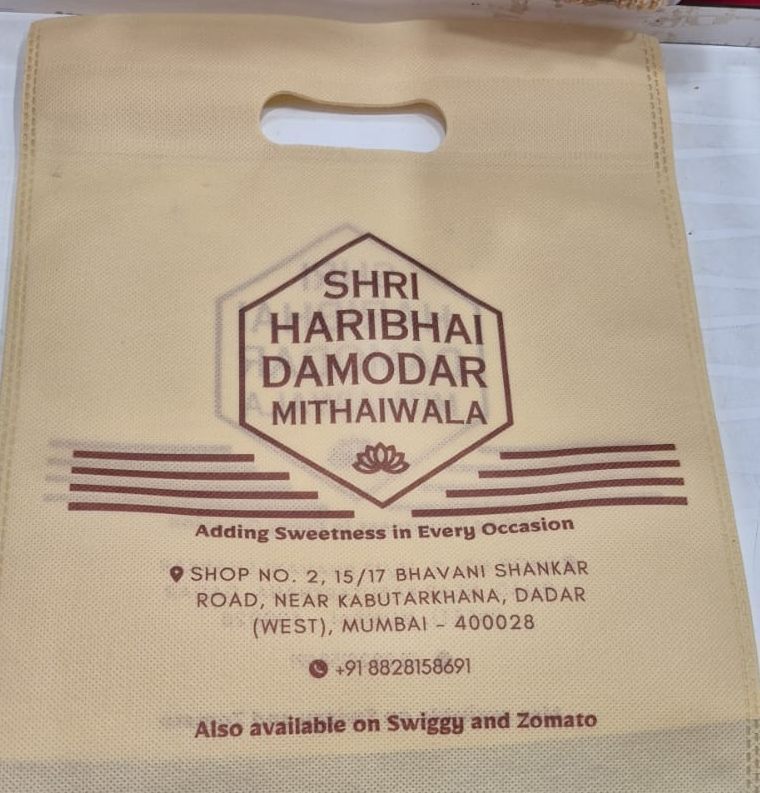 SHRI
HARIBHAI
DAMODAR
MITHAIWALA
Adding Sweetness in Every Occasion
SHOP NO. 2, 15/17 BHAVANI SHANKAR
ROAD, NEAR KABUTARKHANA, DADAR
(WEST), MUMBAI - 400028
+91 8828158691
Also available on Swiggy and Zomato